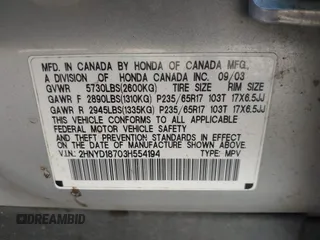 MFD. IN CANADA BY HONDA OF CANADA MFG.,
A DIVISION OF HONDA CANADA INC. 09/03
GVWR 5730LBS(2600KG) TIRE SIZE RIM SIZE
GAWR F 2890LBS(1310KG) P235/65R17 103T 17X6.5JJ
GAWR R 2945LBS(1335KG) P235/65R17 103T 17X6.5JJ
THIS VEHICLE CONFORMS TO ALL APPLICABLE
FEDERAL MOTOR VEHICLE SAFETY STANDARDS IN
EFFECT ON THE DATE OF MANUFACTURE SHOWN ABOVE.
V.I.N.: 2HNYD18703H554194 TYPE: MPV
DREAMBID